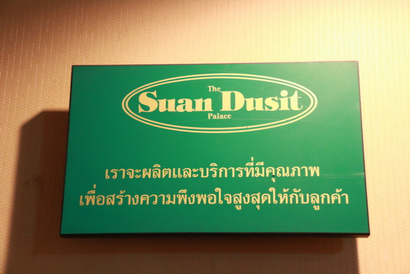 The
Suan Dusit
Palace
เราจะผลิตและบริการที่มีคุณภาพ
เพื่อสร้างความพึงพอใจสูงสุดให้กับลูกค้า